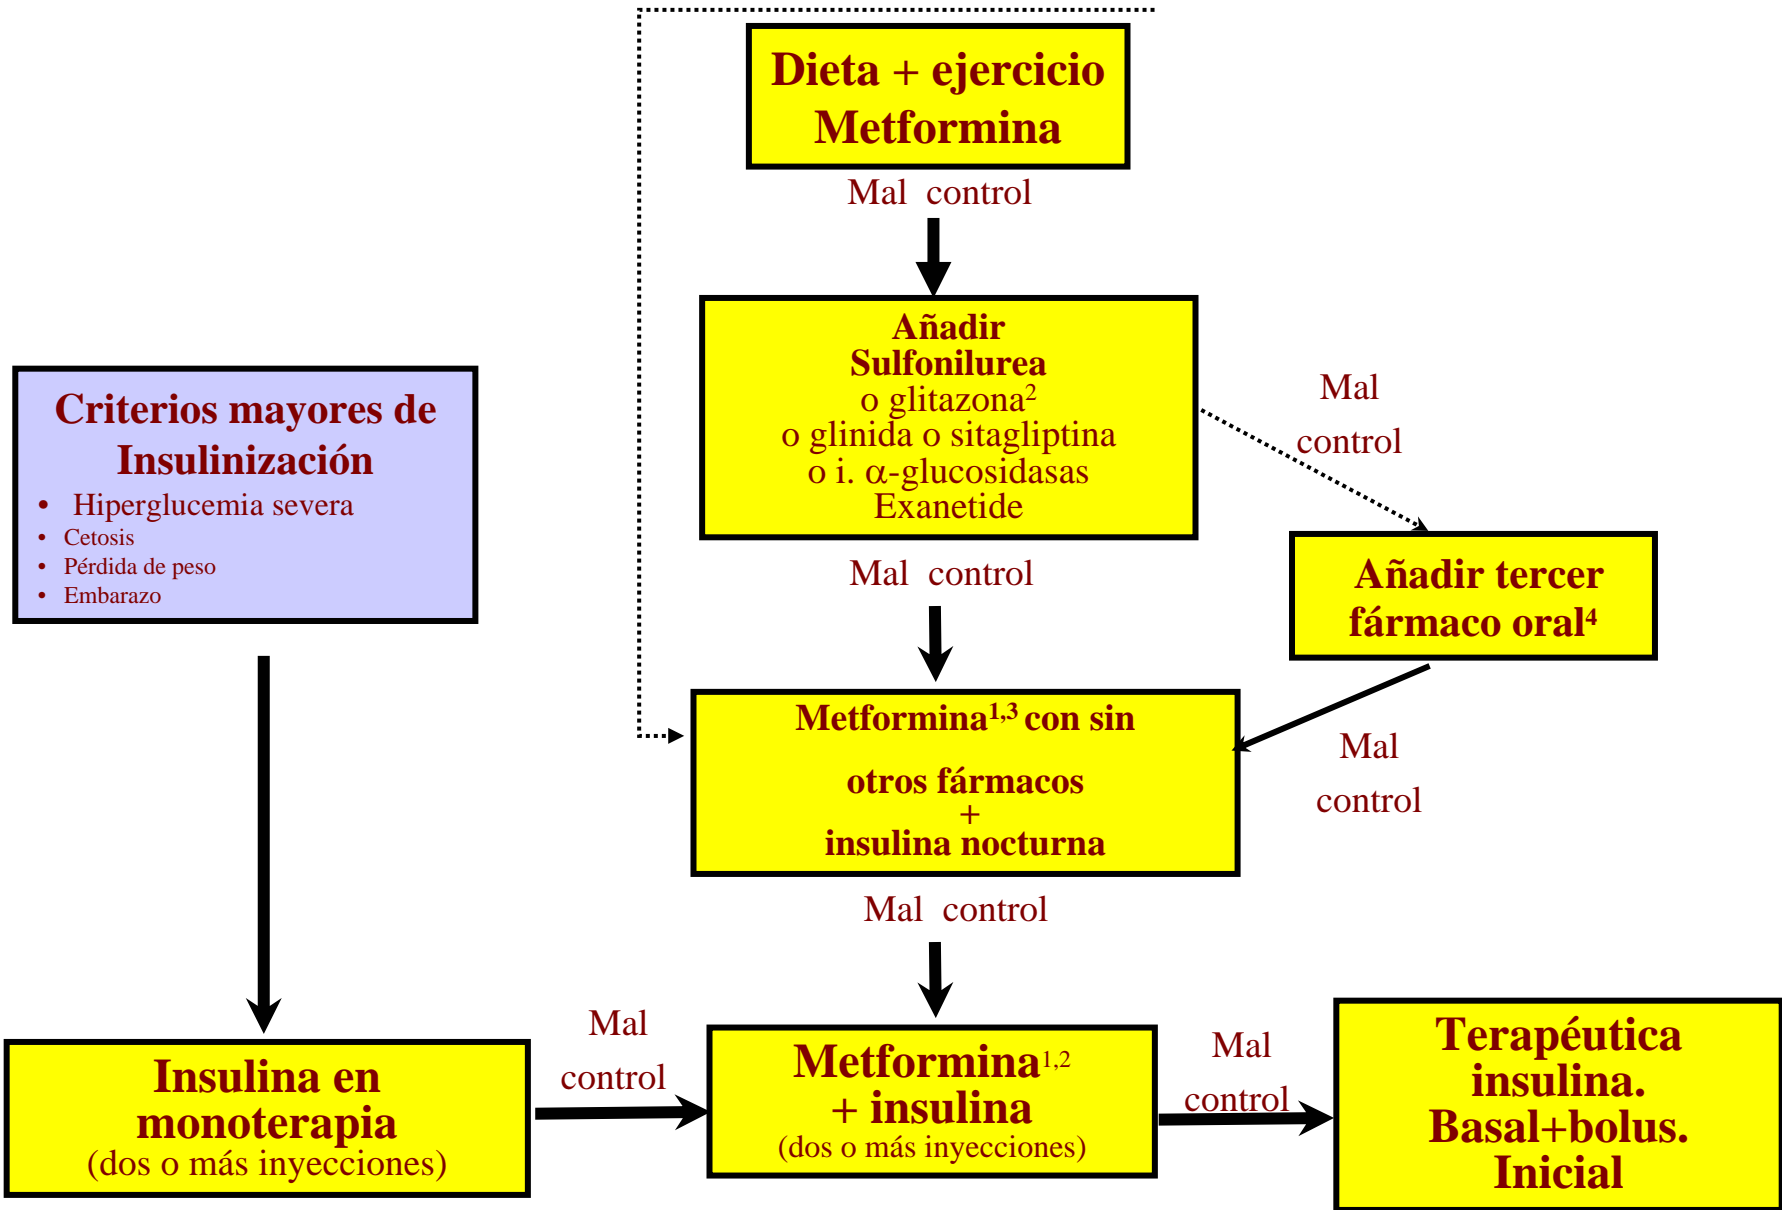 Dieta + ejercicio
Metformina
Mal control
Añadir
Sulfonilurea
o glitazona²
o glinida o sitagliptina
o i. α-glucosidasas
Exanetide
Mal
control
Criterios mayores de
Insulinización
• Hiperglucemia severa
• Cetosis
• Pérdida de peso
• Embarazo
Mal control
Añadir tercer
fármaco oral⁴
Metformina¹,³ con sin
otros fármacos
+
insulina nocturna
Mal
control
Mal control
Insulina en
monoterapia
(dos o más inyecciones)
Mal
control
Metformina¹,²
+ insulina
(dos o más inyecciones)
Mal
control
Terapéutica
insulina.
Basal+bolus.
Inicial